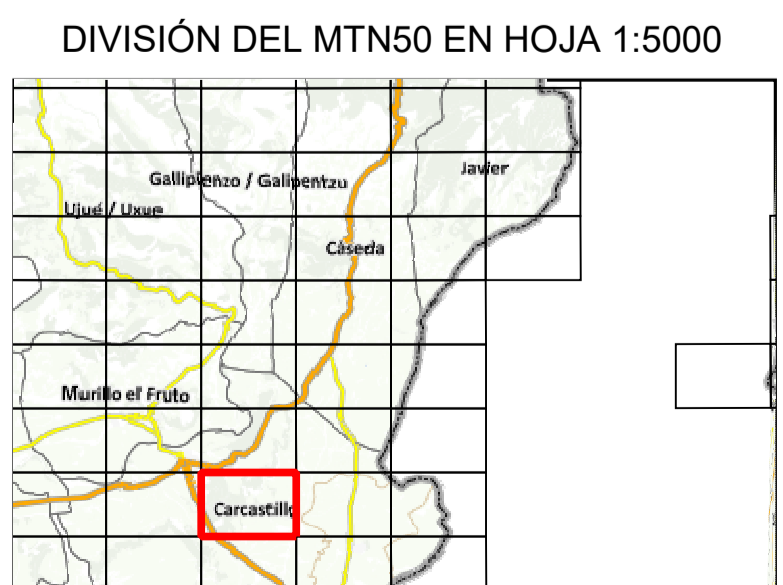 DIVISIÓN DEL MTN50 EN HOJA 1:5000
Javier
Gallipienzo / Galipentzu
Ujué / Uxue
Cáseda
Murillo el Fruto
Carcastillo